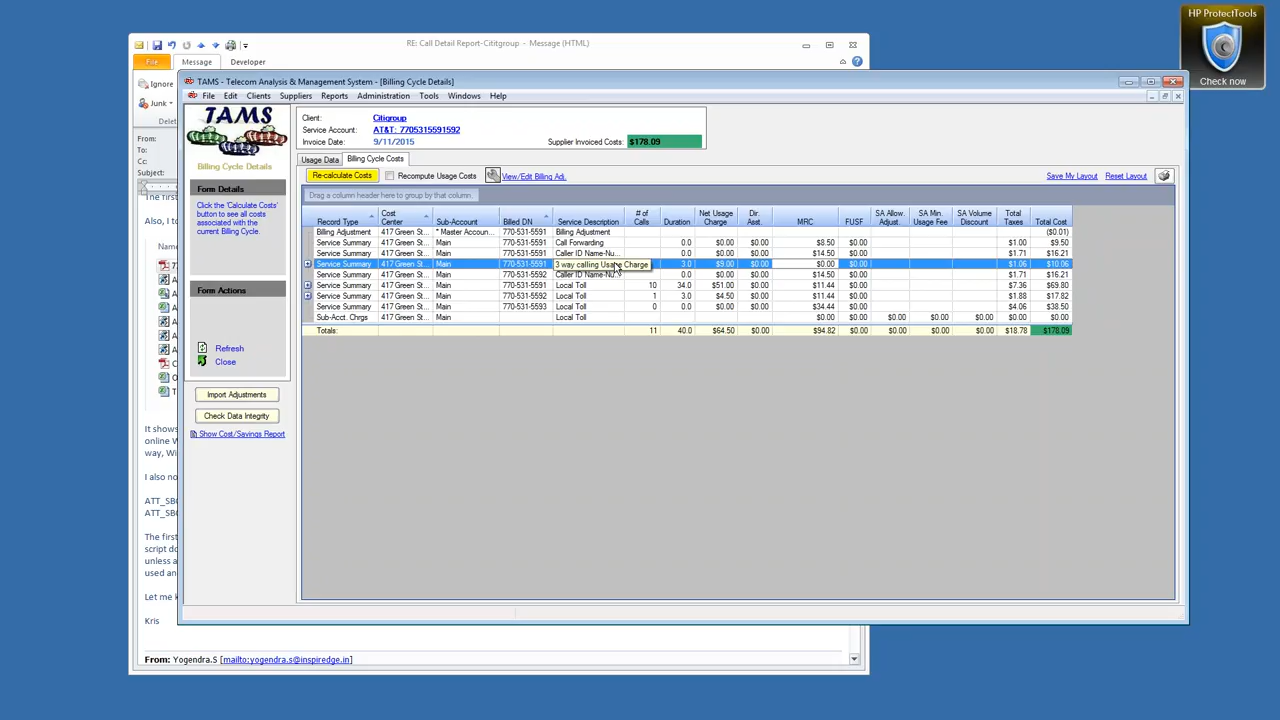 HP ProtectTools
Check now
RE: Call Detail Report-Cititgroup - Message (HTML)
File Message Developer
Ignore
Junk
Delet
From:
To:
Cc:
Subject:
The first
Also, I to
Nam
It shows
online W
way, Wi
I also no
ATT_SBC
ATT_SBC
The first
script do
unless a
used an
Let me k
Kris
From: Yogendra.S [mailto:yogendra.s@inspiredge.in]
TAMS - Telecom Analysis & Management System - [Billing Cycle Details]
File Edit Clients Suppliers Reports Administration Tools Windows Help
TAMS
Billing Cycle Details
Form Details
Click the 'Calculate Costs'
button to see all costs
associated with the
current Billing Cycle.
Form Actions
Refresh
Close
Import Adjustments
Check Data Integrity
Show Cost/Savings Report
Client: Citigroup
Service Account: AT&T: 7705315591592
Invoice Date: 9/11/2015 Supplier Invoiced Costs: $178.09
Usage Data Billing Cycle Costs
Re-calculate Costs Recompute Usage Costs View/Edit Billing Adj. Save My Layout Reset Layout
Drag a column header here to group by that column.
Record Type Cost Center Sub-Account Billed DN Service Description # of Calls Duration Net Usage Charge Dir. Asst. MRC FUSF SA Allow. Adjust. SA Min. Usage Fee SA Volume Discount Total Taxes Total Cost
Billing Adjustment 417 Green St... * Master Accoun... 770-531-5591 Billing Adjustment ($0.01)
Service Summary 417 Green St... Main 770-531-5591 Call Forwarding 0.0 $0.00 $0.00 $8.50 $0.00 $1.00 $9.50
Service Summary 417 Green St... Main 770-531-5591 Caller ID Name-Nu... 0.0 $0.00 $0.00 $14.50 $0.00 $1.71 $16.21
Service Summary 417 Green St... Main 770-531-5591 3 way calling Usage Charge 3.0 $9.00 $0.00 $0.00 $0.00 $1.06 $10.06
Service Summary 417 Green St... Main 770-531-5592 Caller ID Name-Nu... 0.0 $0.00 $0.00 $14.50 $0.00 $1.71 $16.21
Service Summary 417 Green St... Main 770-531-5591 Local Toll 10 34.0 $51.00 $0.00 $11.44 $0.00 $7.36 $69.80
Service Summary 417 Green St... Main 770-531-5592 Local Toll 1 3.0 $4.50 $0.00 $11.44 $0.00 $1.88 $17.82
Service Summary 417 Green St... Main 770-531-5593 Local Toll 0 0.0 $0.00 $0.00 $34.44 $0.00 $4.06 $38.50
Sub-Acct. Chrgs 417 Green St... Main Local Toll $0.00 $0.00 $0.00 $0.00 $0.00 $0.00 $0.00
Totals: 11 40.0 $64.50 $0.00 $94.82 $0.00 $0.00 $0.00 $0.00 $18.78 $178.09